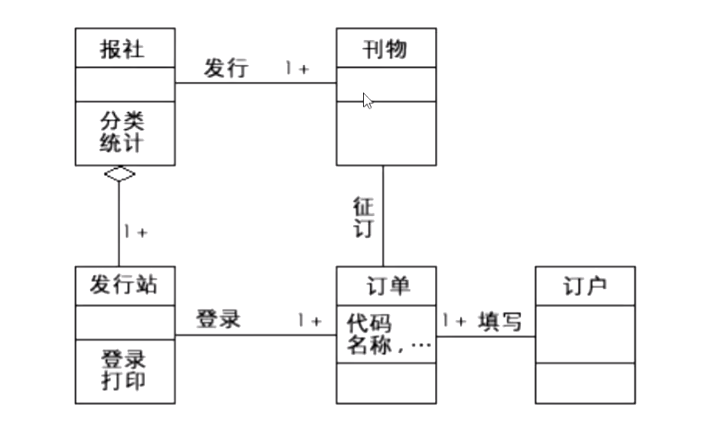 报社
发行 1+
刊物
分类
统计
1+
征
订
发行站
登录 1+
订单
1+ 填写
订户
代码
名称，…
登录
打印